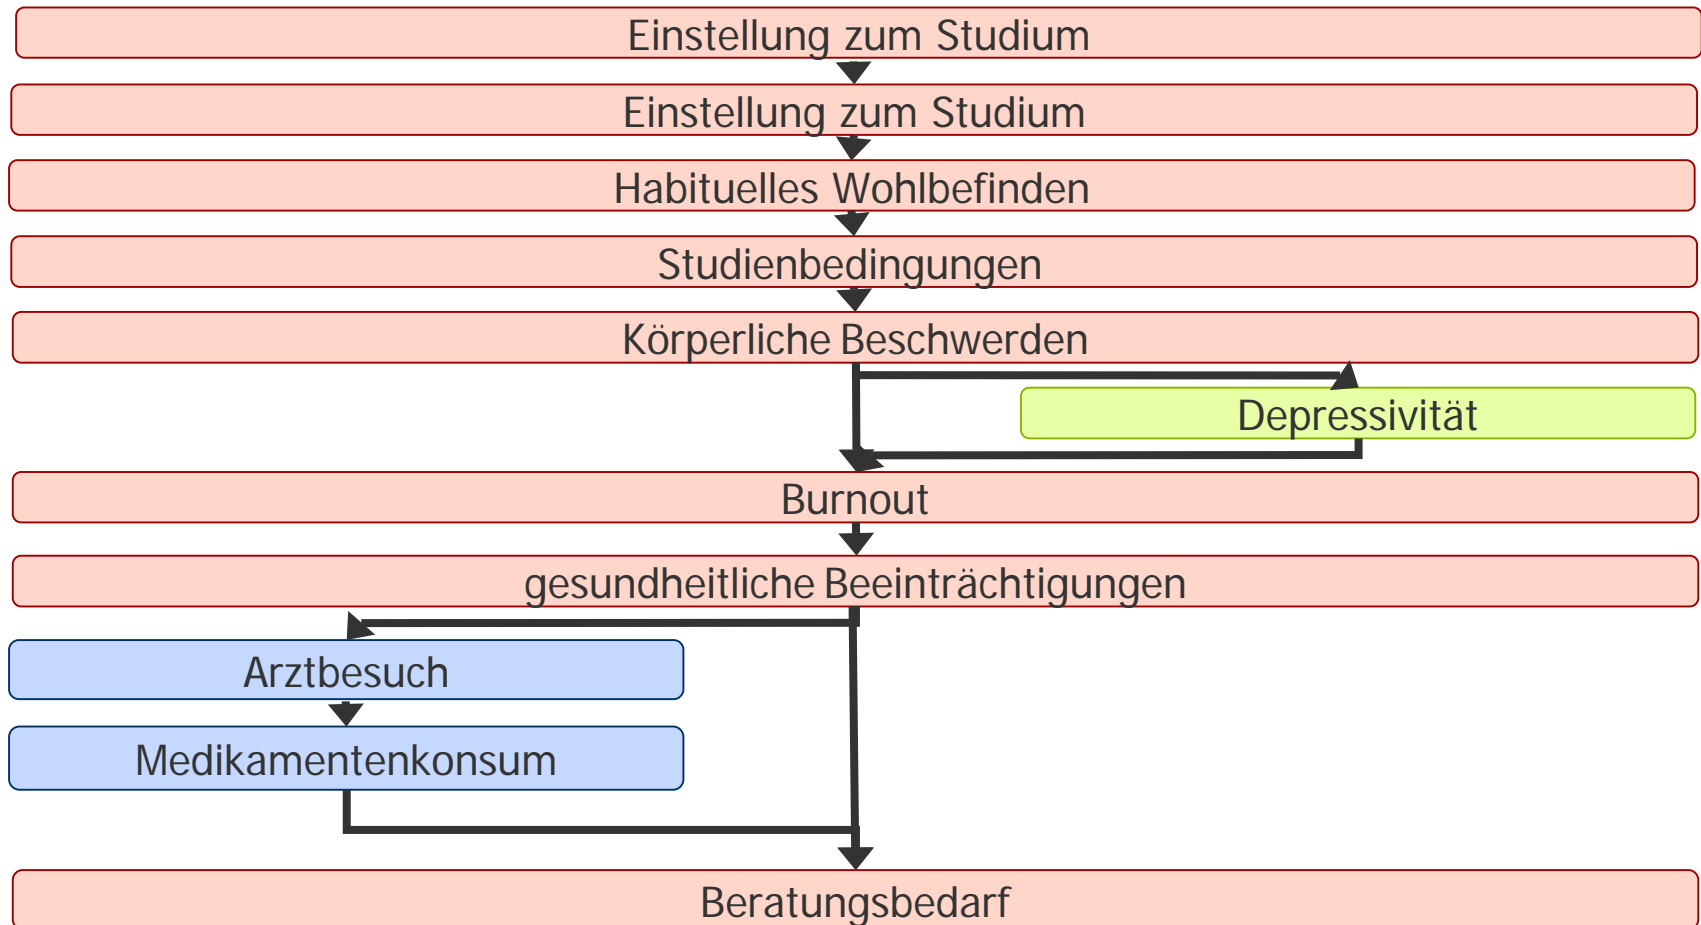 Einstellung zum Studium
Einstellung zum Studium
Habituelles Wohlbefinden
Studienbedingungen
Körperliche Beschwerden
Depressivität
Burnout
gesundheitliche Beeinträchtigungen
Arztbesuch
Medikamentenkonsum
Beratungsbedarf